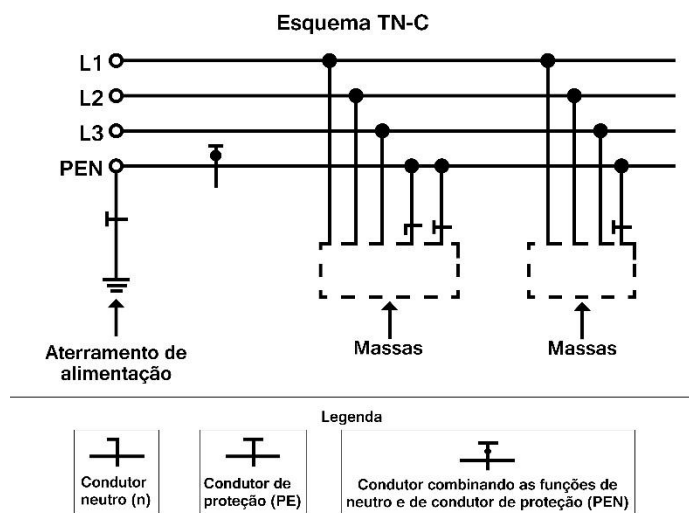 Esquema TN-C
L1
L2
L3
PEN
Aterramento de
alimentação
Massas
Massas
Legenda
Condutor
neutro (n)
Condutor de
proteção (PE)
Condutor combinando as funções de
neutro e de condutor de proteção (PEN)